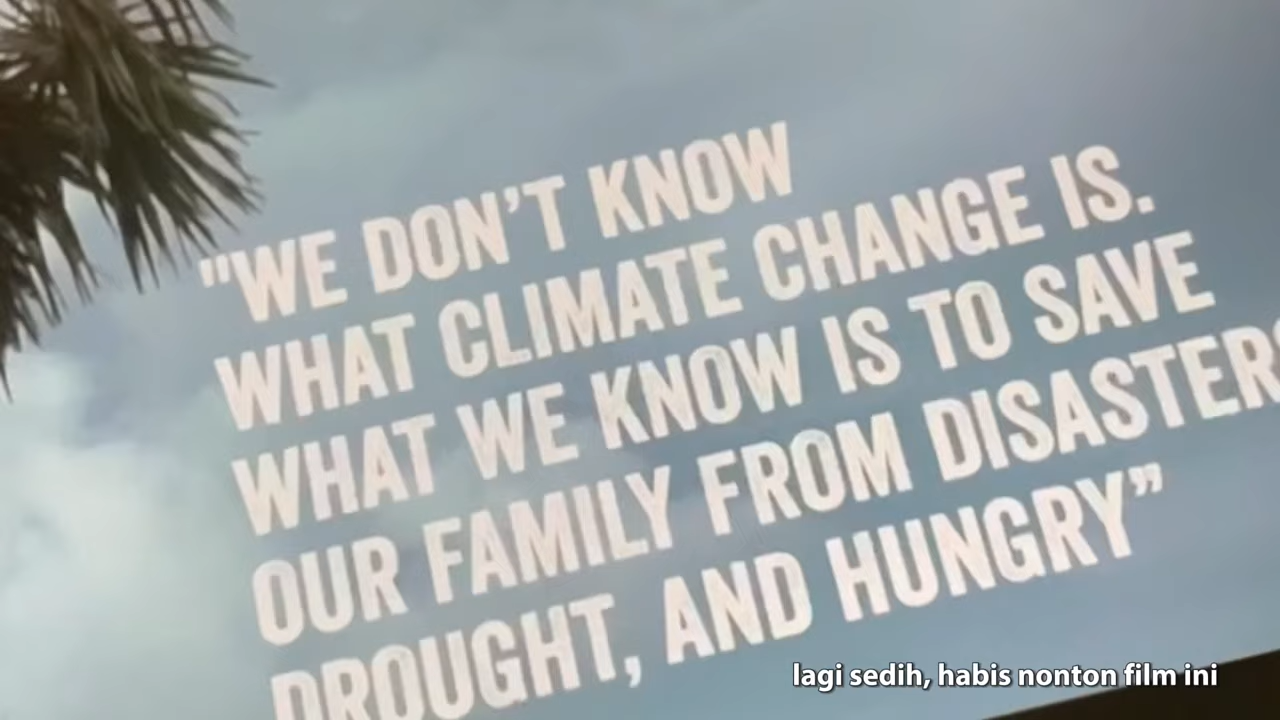 "WE DON'T KNOW
WHAT CLIMATE CHANGE IS.
WHAT WE KNOW IS TO SAVE
OUR FAMILY FROM DISASTERS
DROUGHT, AND HUNGRY”
lagi sedih, habis nonton film ini